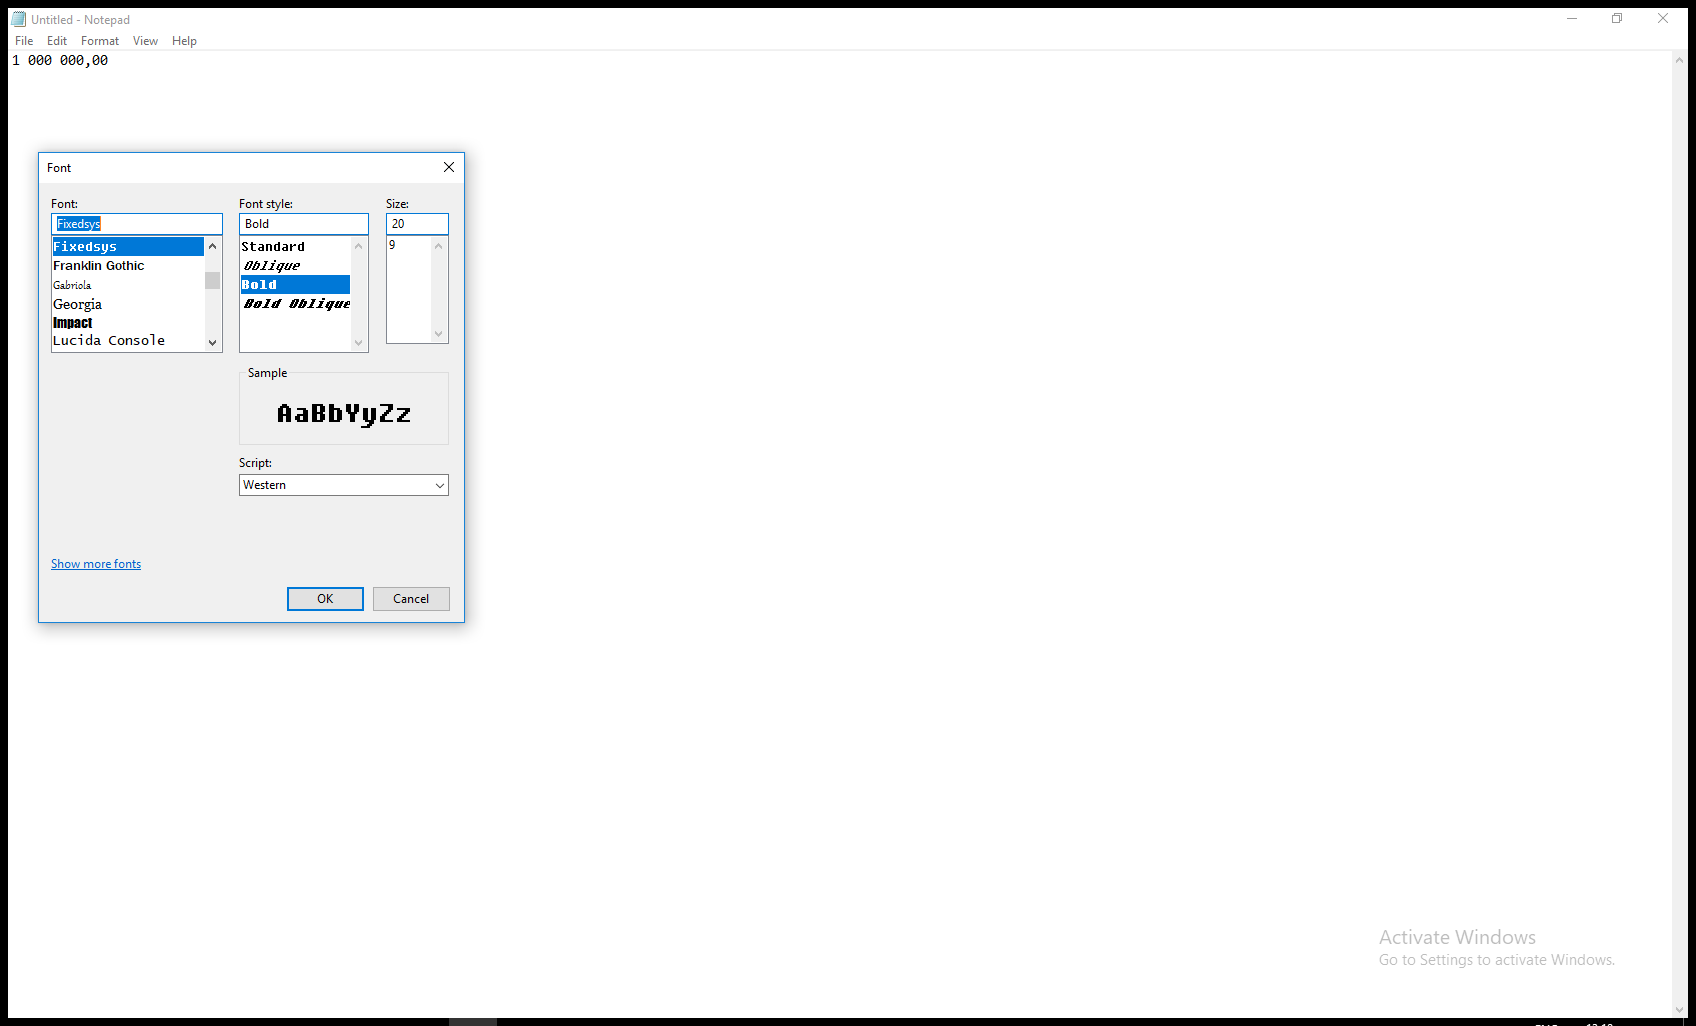 Untitled - Notepad
File Edit Format View Help
1 000 000,00
Font
Font: Font style: Size:
Fixedsys Bold 20
Fixedsys Standard 9
Franklin Gothic Oblique
Gabriola Bold
Georgia Bold Oblique
Impact
Lucida Console
Sample
AaBbYyZz
Script:
Western
Show more fonts
OK Cancel
Activate Windows
Go to Settings to activate Windows.